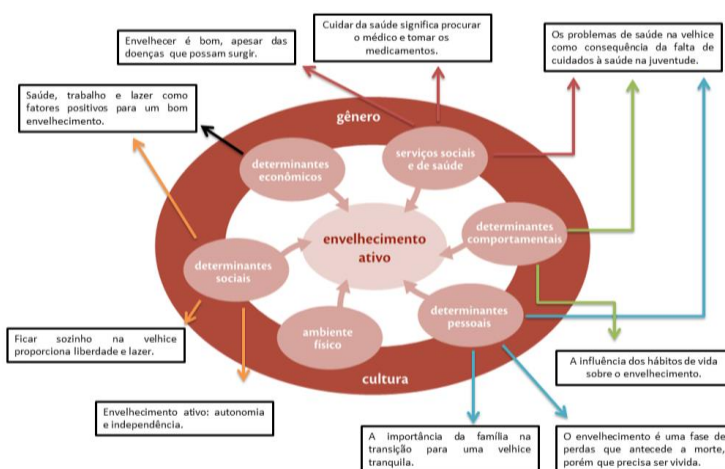 Envelhecer é bom, apesar das
doenças que possam surgir.
Cuidar da saúde significa procurar
o médico e tomar os
medicamentos.
Os problemas de saúde na velhice
como consequência da falta de
cuidados à saúde na juventude.
Saúde, trabalho e lazer como
fatores positivos para um bom
envelhecimento.
gênero
determinantes
econômicos
serviços sociais
e de saúde
envelhecimento
ativo
determinantes
comportamentais
determinantes
sociais
determinantes
pessoais
ambiente
físico
cultura
Ficar sozinho na velhice
proporciona liberdade e lazer.
A influência dos hábitos de vida
sobre o envelhecimento.
Envelhecimento ativo: autonomia
e independência.
A importância da família na
transição para uma velhice
tranquila.
O envelhecimento é uma fase de
perdas que antecede a morte,
porém que precisa ser vivida.